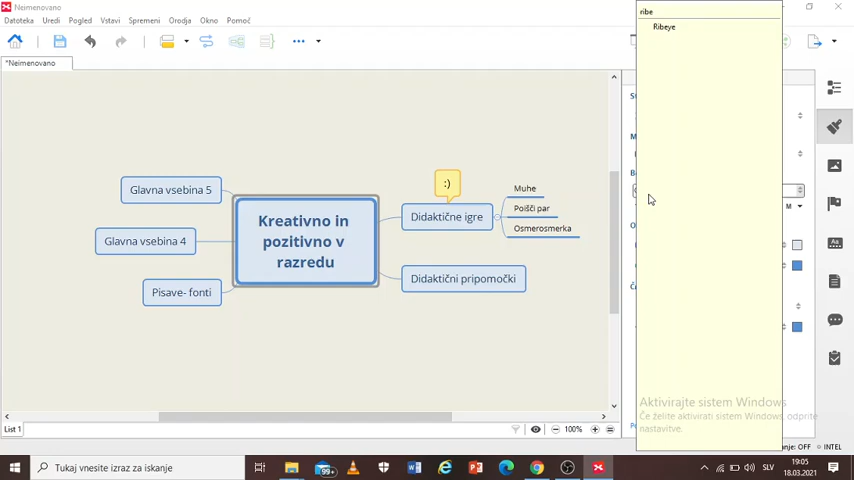 Neimenovano
Datoteka Uredi Pogled Vstavi Spremeni Orodja Okno Pomoč
*Neimenovano
ribe
Ribeye
:)
Glavna vsebina 5
Glavna vsebina 4
Pisave- fonti
Kreativno in
pozitivno v
razredu
Didaktične igre
Muhe
Poišči par
Osmerosmerka
Didaktični pripomočki
M
Aktivirajte sistem Windows
Če želite aktivirati sistem Windows, odprite
nastavitve.
List 1
100%
OFF
INTEL
Tukaj vnesite izraz za iskanje
99+
SLV
19:05
18.03.2021